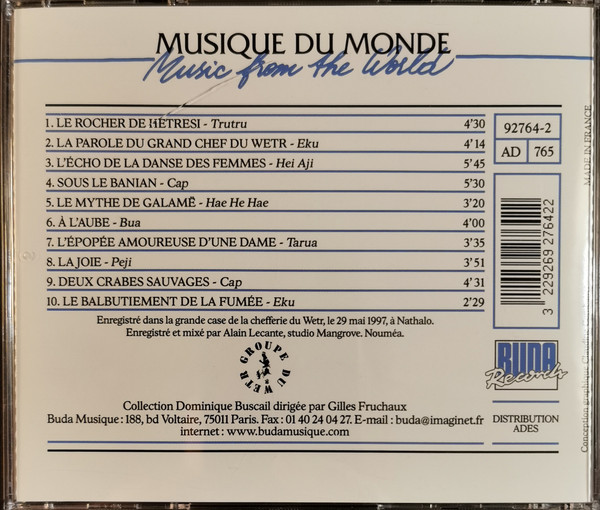 MUSIQUE DU MONDE
Music from the World
1. LE ROCHER DE HËTRESI - Trutru 4'30
2. LA PAROLE DU GRAND CHEF DU WETR - Eku 4'14
3. L'ÉCHO DE LA DANSE DES FEMMES - Hei Aji 5'45
4. SOUS LE BANIAN - Cap 5'30
5. LE MYTHE DE GALAMË - Hae He Hae 3'20
6. À L'AUBE - Bua 4'00
7. L'ÉPOPÉE AMOUREUSE D'UNE DAME - Tarua 3'35
8. LA JOIE - Peji 3'51
9. DEUX CRABES SAUVAGES - Cap 4'31
10. LE BALBUTIEMENT DE LA FUMÉE - Eku 2'29
Enregistré dans la grande case de la chefferie du Wetr, le 29 mai 1997, à Nathalo.
Enregistré et mixé par Alain Lecante, studio Mangrove. Nouméa.
GROUPE DU WETR
Collection Dominique Buscail dirigée par Gilles Fruchaux
Buda Musique : 188, bd Voltaire, 75011 Paris. Fax : 01 40 24 04 27. E-mail : buda@imaginet.fr
internet : www.budamusique.com
92764-2
AD 765
3 229269 276422
BUDA
Records
DISTRIBUTION
ADES
MADE IN FRANCE
Conception graphique